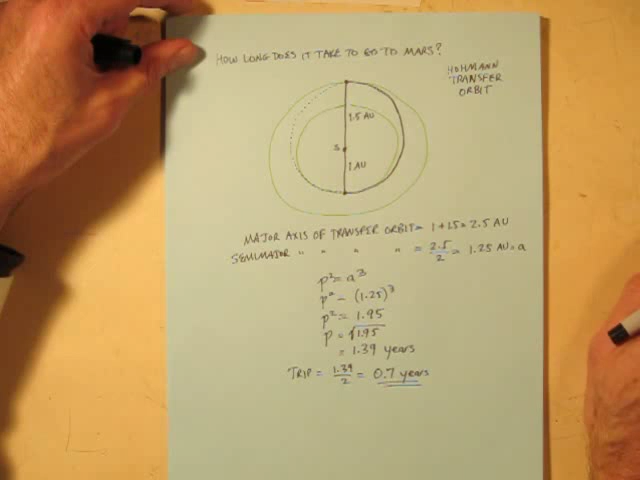 HOW LONG DOES IT TAKE TO GO TO MARS?
HOHMANN
TRANSFER
ORBIT
1.5 AU
S
1 AU
MAJOR AXIS OF TRANSFER ORBIT = 1 + 1.5 = 2.5 AU
SEMIMAJOR " " " " = 2.5/2 = 1.25 AU = a
p² = a³
p² = (1.25)³
p² = 1.95
p = √1.95
= 1.39 years
TRIP = 1.39/2 = 0.7 years